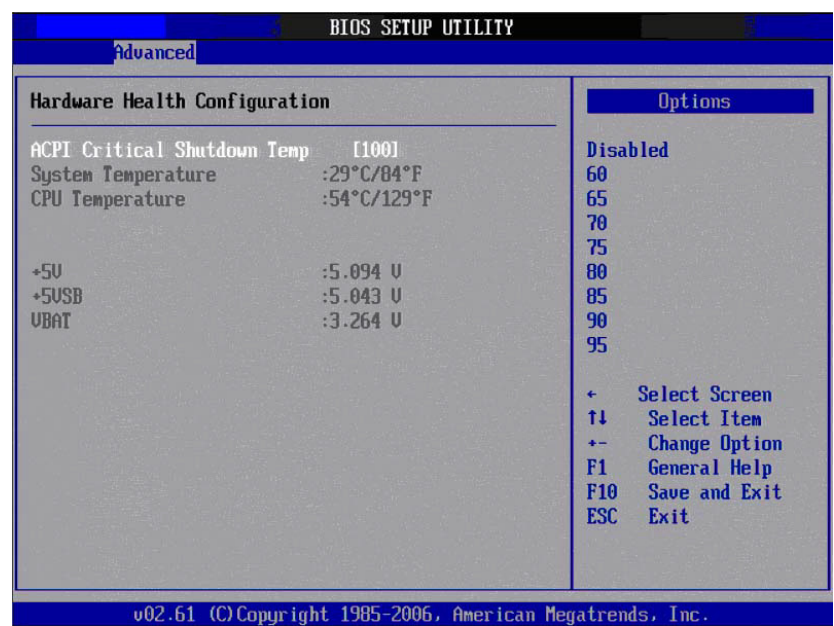 BIOS SETUP UTILITY
Advanced
Hardware Health Configuration
ACPI Critical Shutdown Temp [100]
System Temperature :29°C/84°F
CPU Temperature :54°C/129°F
+5V :5.094 V
+5VSB :5.043 V
VBAT :3.264 V
Options
Disabled
60
65
70
75
80
85
90
95
← Select Screen
↑↓ Select Item
+- Change Option
F1 General Help
F10 Save and Exit
ESC Exit
v02.61 (C)Copyright 1985-2006, American Megatrends, Inc.